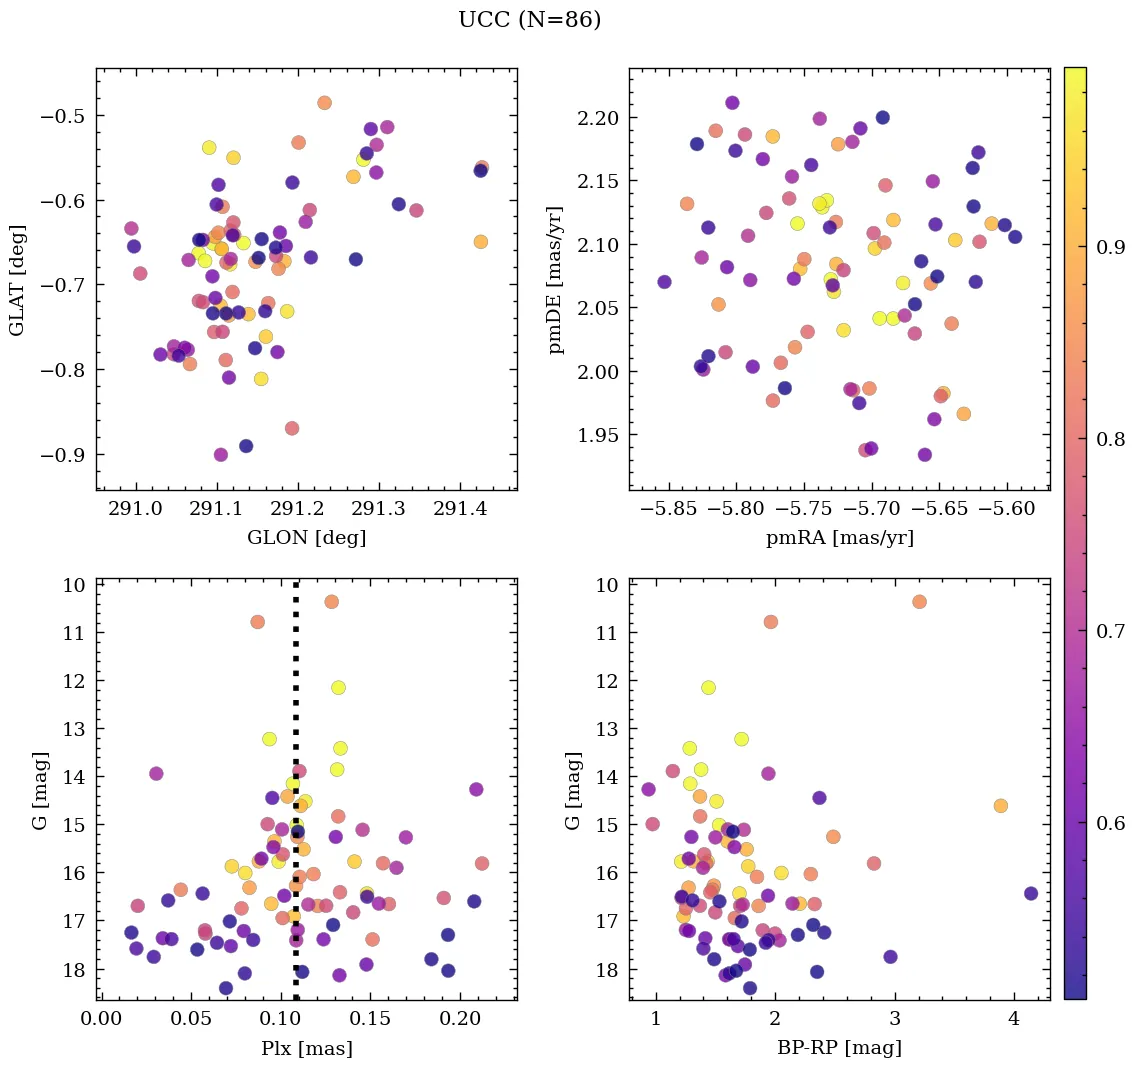 UCC (N=86)
−0.5
−0.6
−0.7
−0.8
−0.9
GLAT [deg]
291.0 291.1 291.2 291.3 291.4
GLON [deg]
2.20
2.15
2.10
2.05
2.00
1.95
pmDE [mas/yr]
−5.85 −5.80 −5.75 −5.70 −5.65 −5.60
pmRA [mas/yr]
10
11
12
13
14
15
16
17
18
G [mag]
0.00 0.05 0.10 0.15 0.20
Plx [mas]
10
11
12
13
14
15
16
17
18
G [mag]
1 2 3 4
BP-RP [mag]
0.9
0.8
0.7
0.6